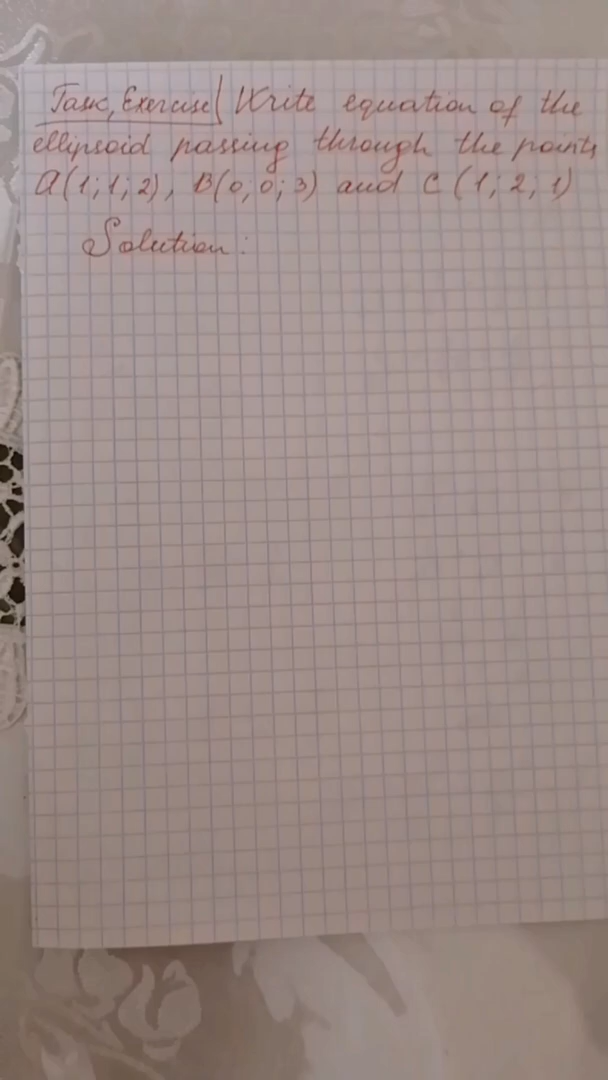 Task, Exercise| Write equation of the
ellipsoid passing through the points
A(1;1;2), B(0,0;3) and C(1;2,1)
Solution: